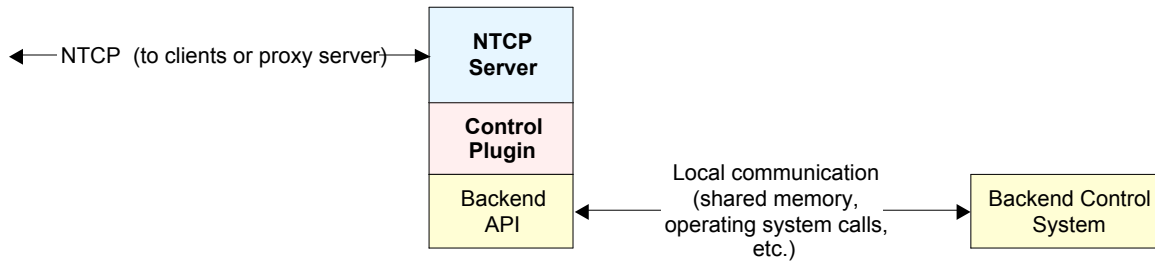 NTCP (to clients or proxy server)
NTCP
Server
Control
Plugin
Backend
API
Local communication
(shared memory,
operating system calls,
etc.)
Backend Control
System